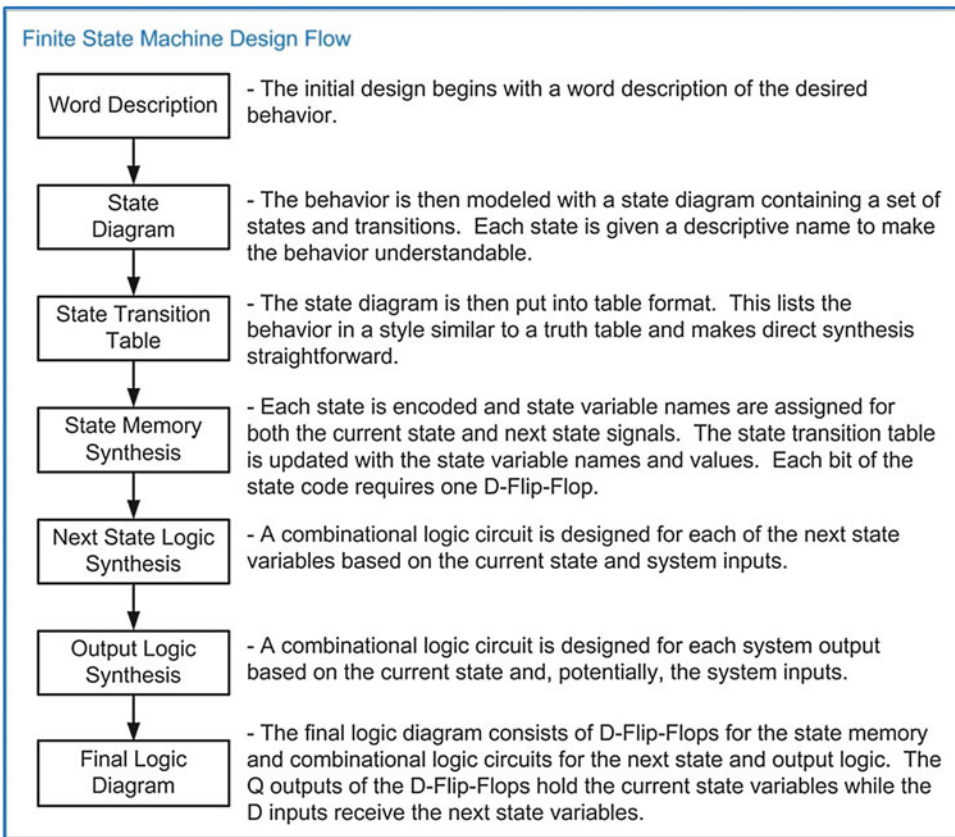 Finite State Machine Design Flow
Word Description
- The initial design begins with a word description of the desired
behavior.
State
Diagram
- The behavior is then modeled with a state diagram containing a set of
states and transitions.  Each state is given a descriptive name to make
the behavior understandable.
State Transition
Table
- The state diagram is then put into table format.  This lists the
behavior in a style similar to a truth table and makes direct synthesis
straightforward.
State Memory
Synthesis
- Each state is encoded and state variable names are assigned for
both the current state and next state signals.  The state transition table
is updated with the state variable names and values.  Each bit of the
state code requires one D-Flip-Flop.
Next State Logic
Synthesis
- A combinational logic circuit is designed for each of the next state
variables based on the current state and system inputs.
Output Logic
Synthesis
- A combinational logic circuit is designed for each system output
based on the current state and, potentially, the system inputs.
Final Logic
Diagram
- The final logic diagram consists of D-Flip-Flops for the state memory
and combinational logic circuits for the next state and output logic.  The
Q outputs of the D-Flip-Flops hold the current state variables while the
D inputs receive the next state variables.